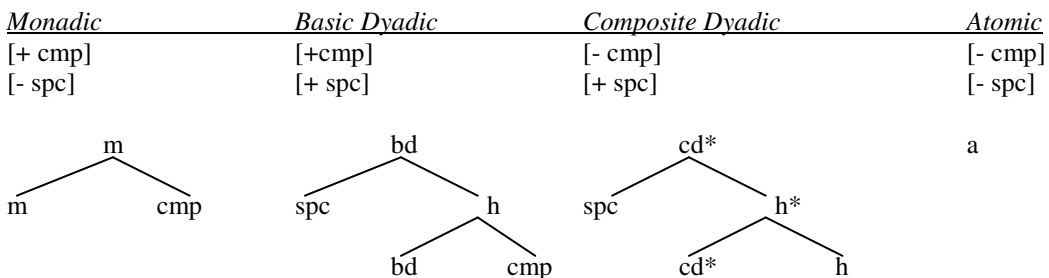 Monadic Basic Dyadic Composite Dyadic Atomic
[+ cmp] [+cmp] [- cmp] [- cmp]
[- spc] [+ spc] [+ spc] [- spc]
m bd cd* a
m cmp spc h spc h*
bd cmp cd* h